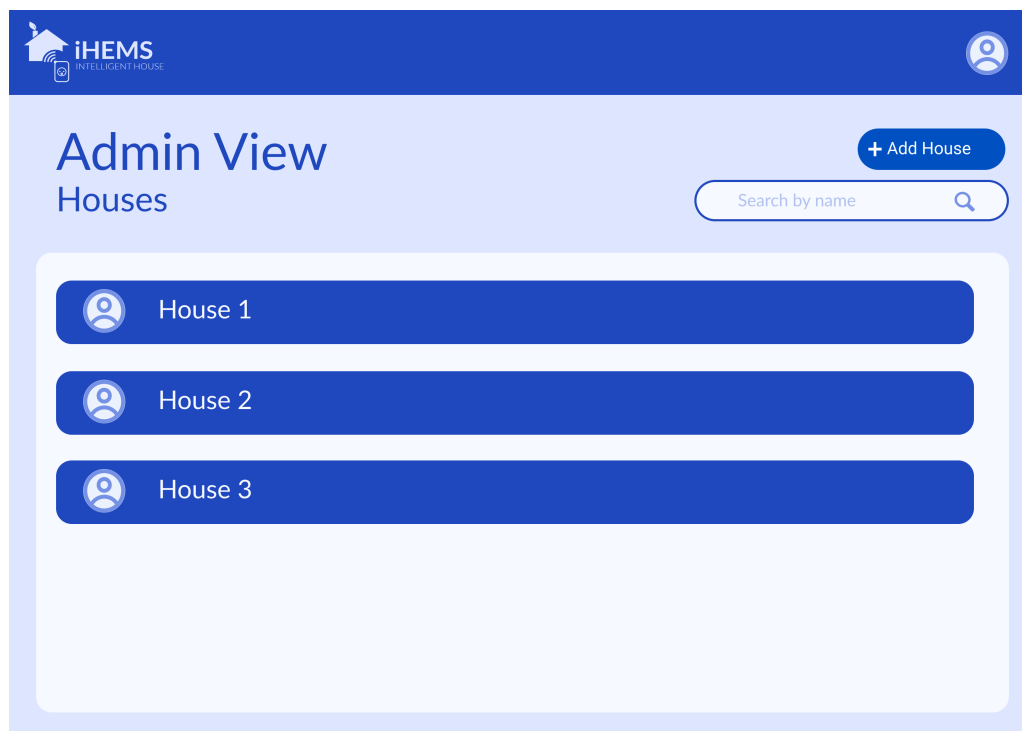 iHEMS
INTELLIGENT HOUSE
Admin View
Houses
+ Add House
Search by name
House 1
House 2
House 3